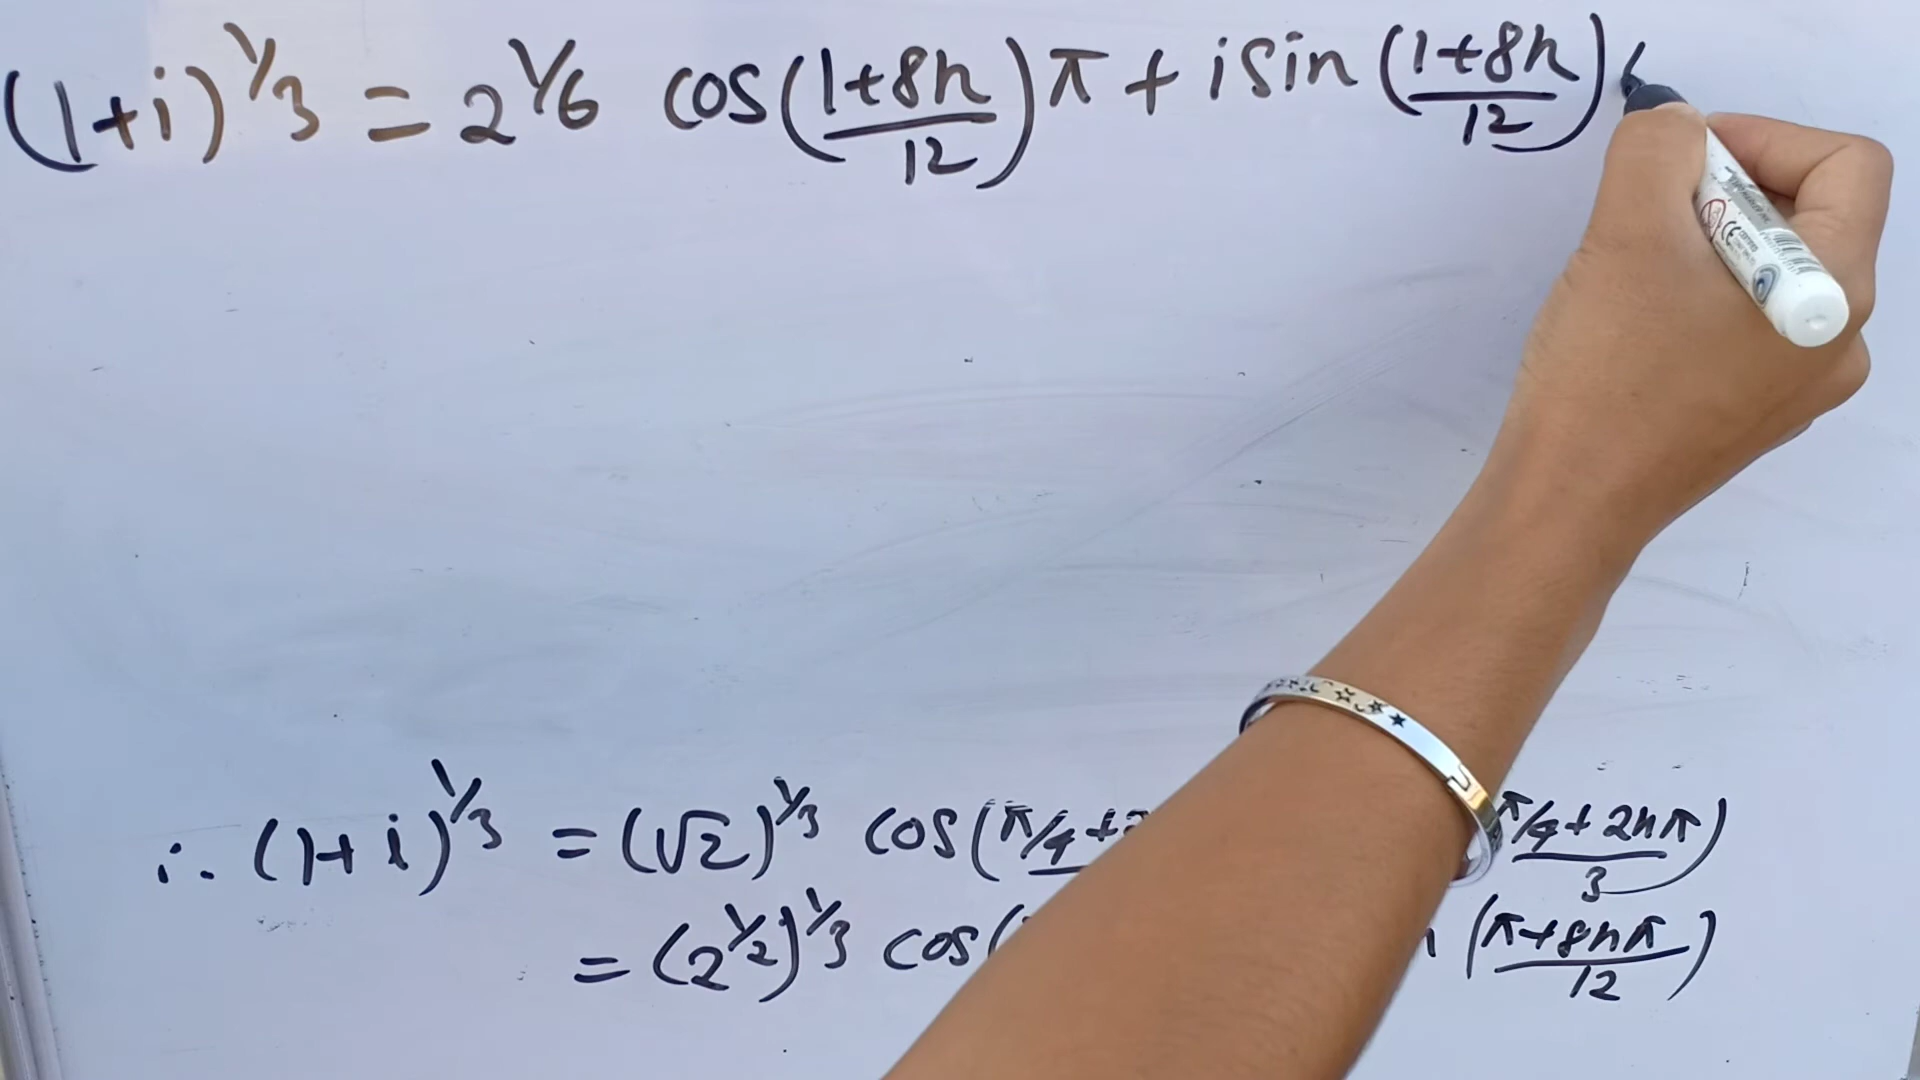 (1+i)^1/3 = 2^1/6 cos(1+8n/12)π + i sin (1+8n/12)
∴ (1+i)^1/3 = (√2)^1/3 cos(π/4+ π/4+2nπ/3)
= (2^1/2)^1/3 cos( (π+8nπ/12)
CE